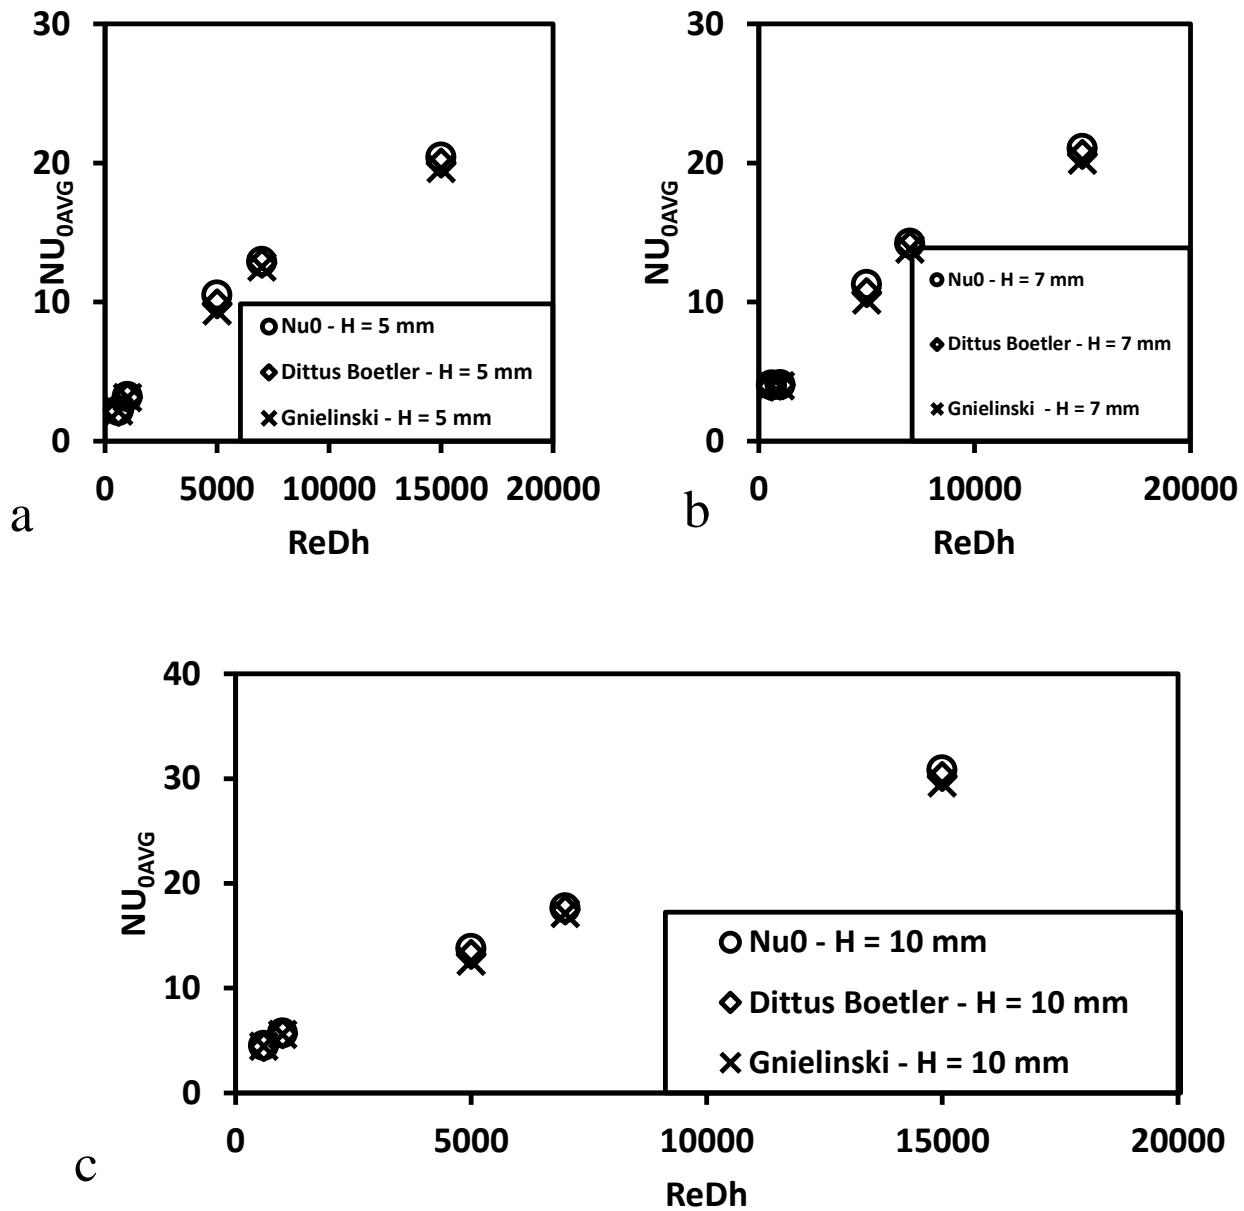 30
20
10
0
NU0AVG
Nu0 - H = 5 mm
Dittus Boetler - H = 5 mm
Gnielinski - H = 5 mm
0 5000 10000 15000 20000
ReDh
a
30
20
10
0
NU0AVG
Nu0 - H = 7 mm
Dittus Boetler - H = 7 mm
Gnielinski - H = 7 mm
0 10000 20000
ReDh
b
40
30
20
10
0
NU0AVG
Nu0 - H = 10 mm
Dittus Boetler - H = 10 mm
Gnielinski - H = 10 mm
0 5000 10000 15000 20000
ReDh
c